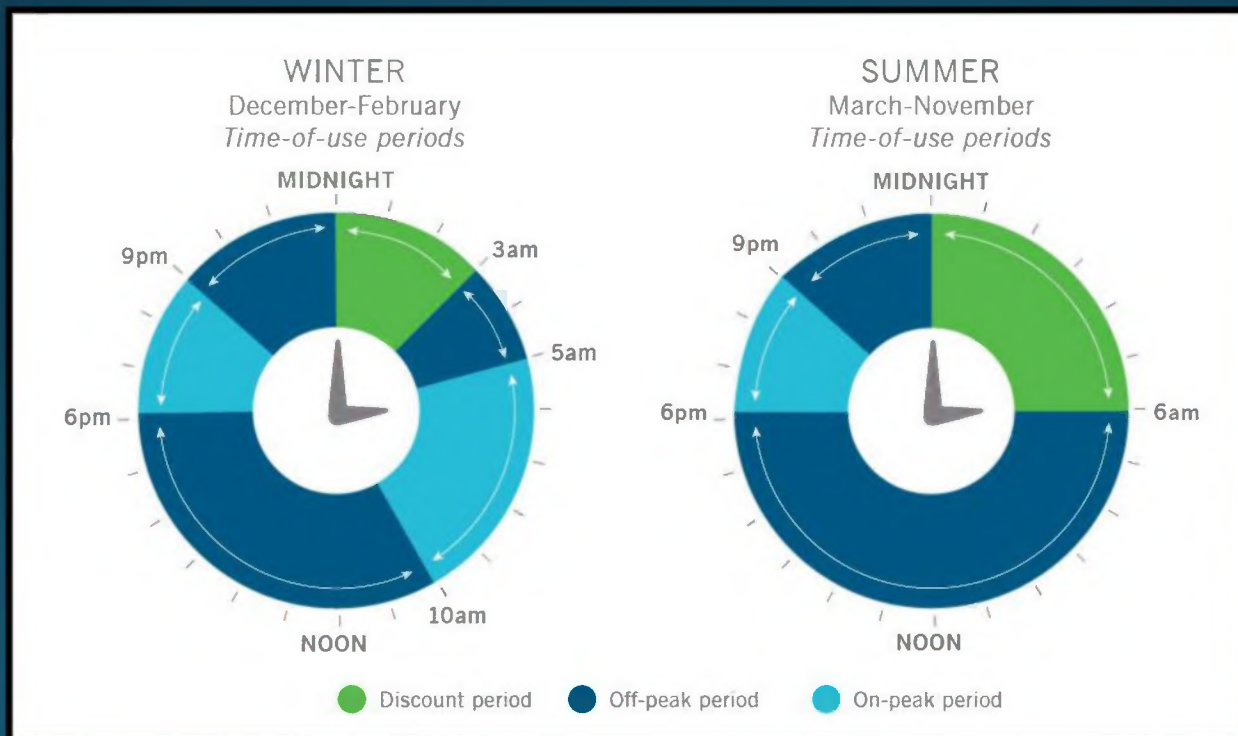 WINTER
December-February
Time-of-use periods
MIDNIGHT
3am
5am
10am
NOON
6pm
9pm
SUMMER
March-November
Time-of-use periods
MIDNIGHT
6am
NOON
6pm
9pm
Discount period
Off-peak period
On-peak period